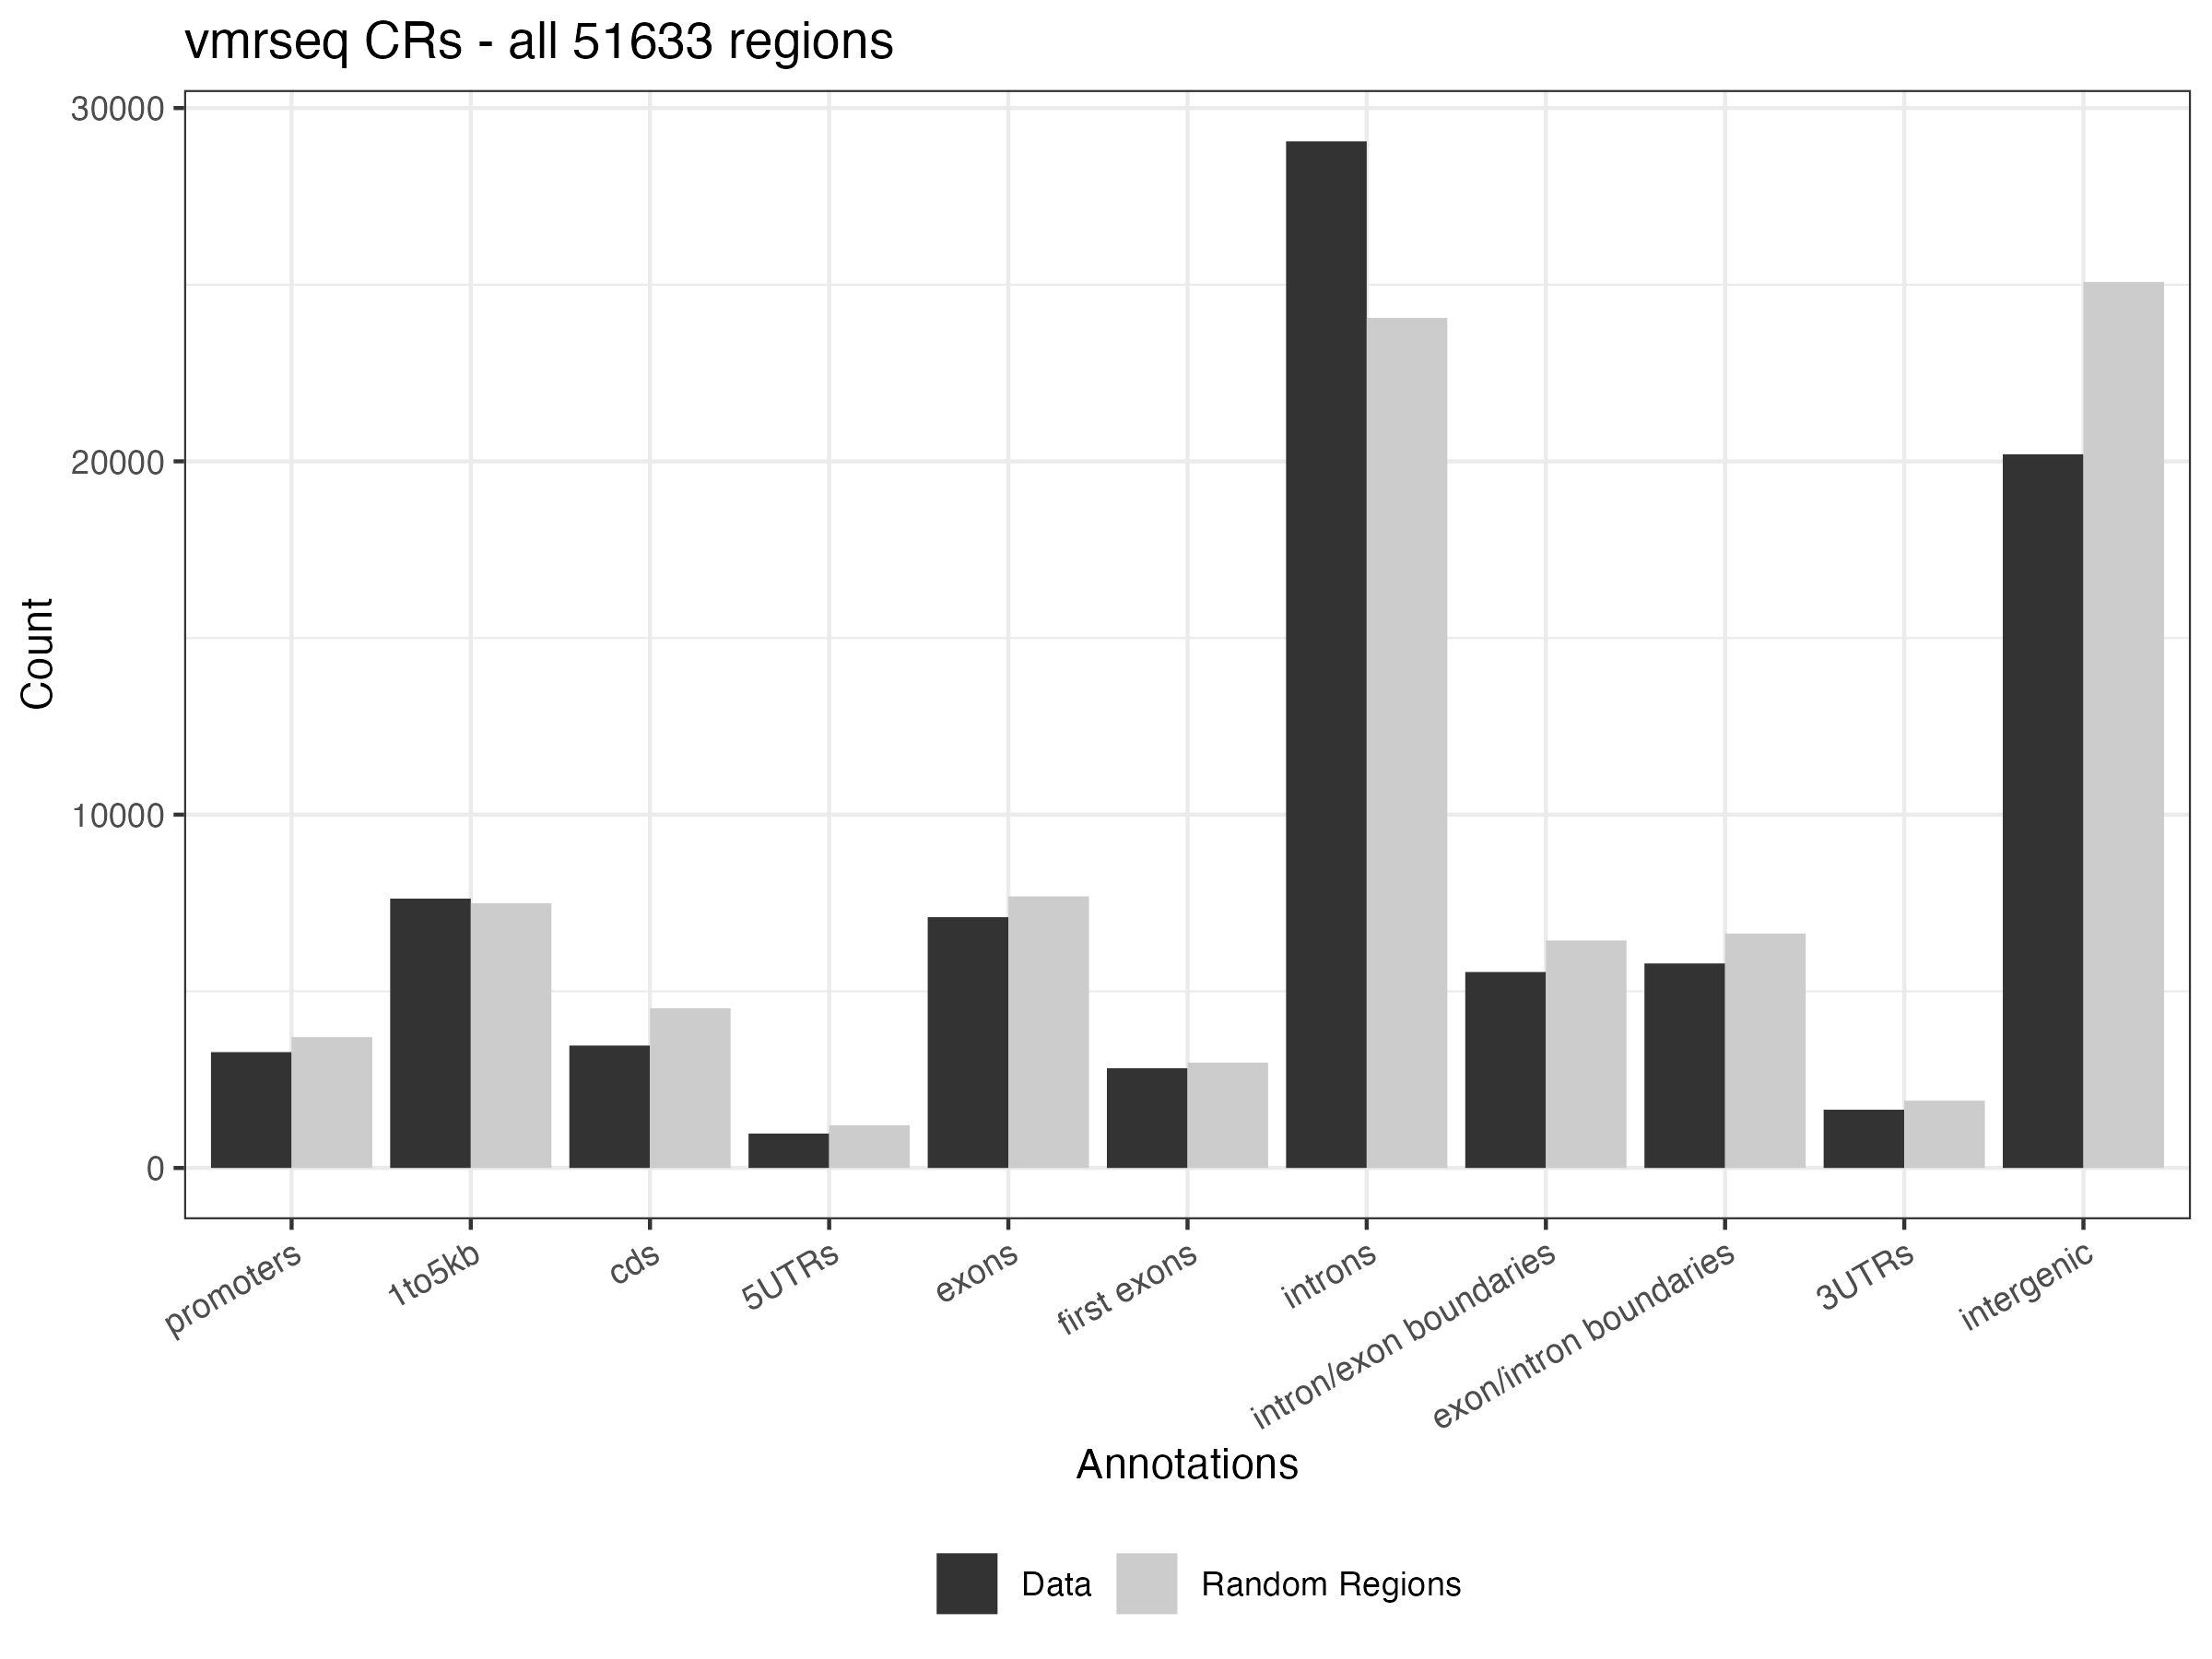 vmrseq CRs - all 51633 regions
30000
20000
10000
0
Count
promoters
1to5kb
cds
5UTRs
exons
first exons
introns
intron/exon boundaries
exon/intron boundaries
3UTRs
intergenic
Annotations
Data
Random Regions